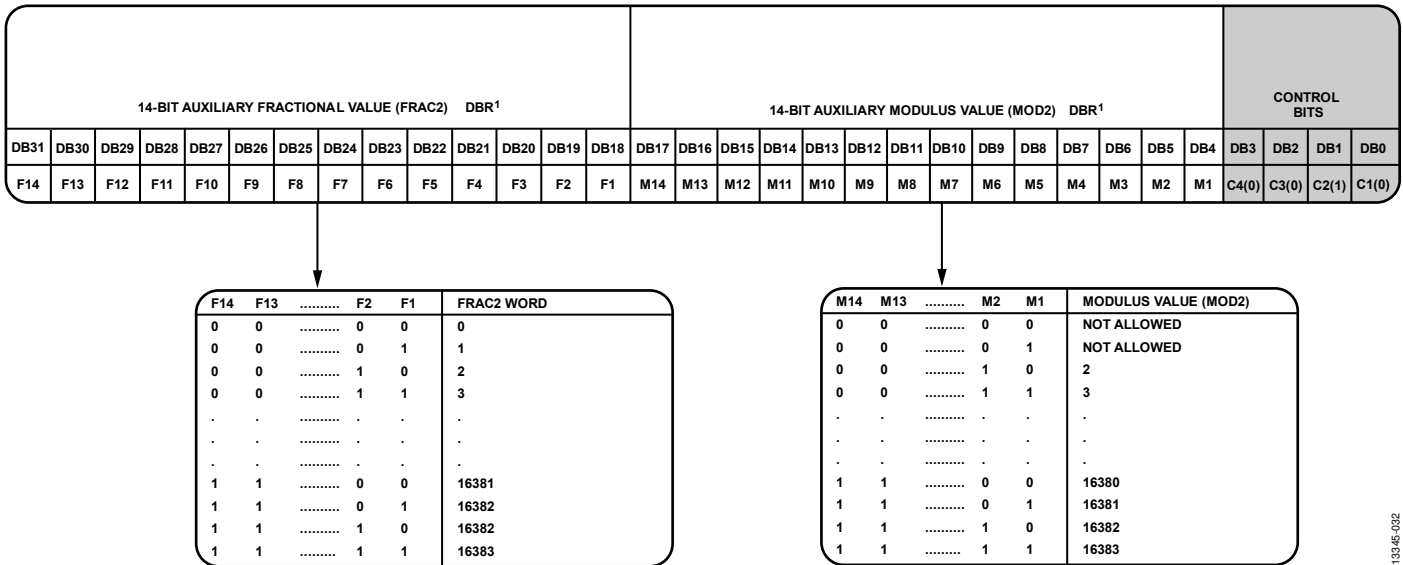 14-BIT AUXILIARY FRACTIONAL VALUE (FRAC2) DBR1 14-BIT AUXILIARY MODULUS VALUE (MOD2) DBR1 CONTROL BITS
DB31 DB30 DB29 DB28 DB27 DB26 DB25 DB24 DB23 DB22 DB21 DB20 DB19 DB18 DB17 DB16 DB15 DB14 DB13 DB12 DB11 DB10 DB9 DB8 DB7 DB6 DB5 DB4 DB3 DB2 DB1 DB0
F14 F13 F12 F11 F10 F9 F8 F7 F6 F5 F4 F3 F2 F1 M14 M13 M12 M11 M10 M9 M8 M7 M6 M5 M4 M3 M2 M1 C4(0) C3(0) C2(1) C1(0)
F14 F13 .......... F2 F1 FRAC2 WORD
0 0 .......... 0 0 0
0 0 .......... 0 1 1
0 0 .......... 1 0 2
0 0 .......... 1 1 3
. . .......... . . .
. . .......... . . .
. . .......... . . .
1 1 .......... 0 0 16381
1 1 .......... 0 1 16382
1 1 .......... 1 0 16382
1 1 ......... 1 1 16383
M14 M13 .......... M2 M1 MODULUS VALUE (MOD2)
0 0 .......... 0 0 NOT ALLOWED
0 0 .......... 0 1 NOT ALLOWED
0 0 .......... 1 0 2
0 0 .......... 1 1 3
. . .......... . . .
. . .......... . . .
. . .......... . . .
1 1 .......... 0 0 16380
1 1 .......... 0 1 16381
1 1 .......... 1 0 16382
1 1 ......... 1 1 16383
13345-032